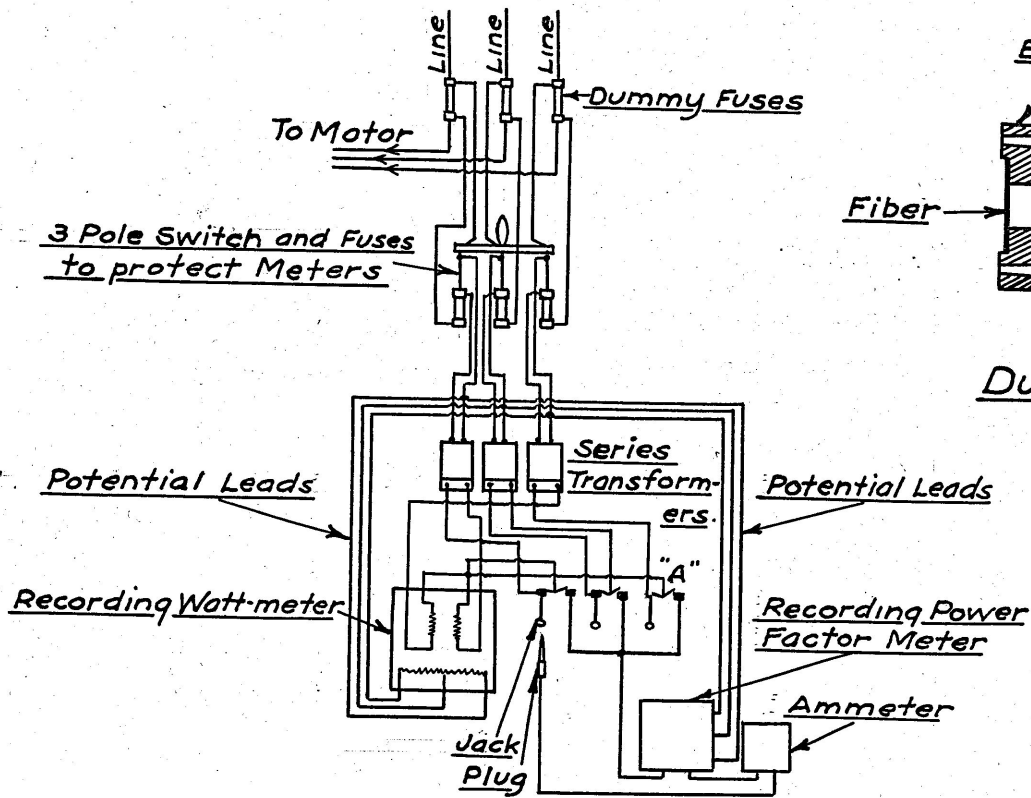 Line
Line
Line
Dummy Fuses
To Motor
Fiber
3 Pole Switch and Fuses
to protect Meters
Du
Series
Transform-
ers.
Potential Leads
Potential Leads
"A"
Recording Watt-meter
Recording Power
Factor Meter
Ammeter
Jack
Plug